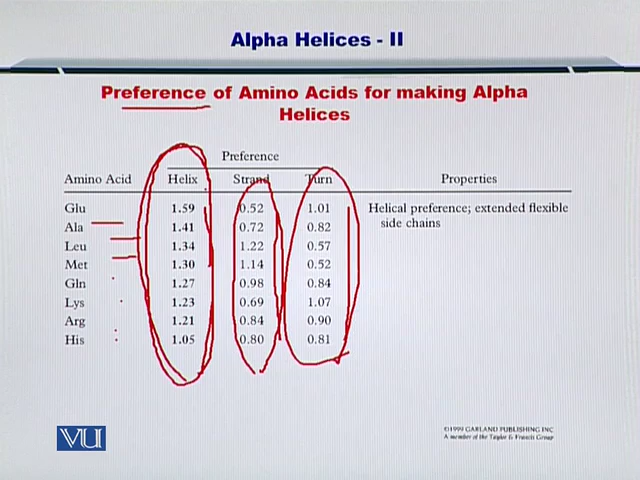 Alpha Helices - II
Preference of Amino Acids for making Alpha
Helices
Preference
Amino Acid Helix Strand Turn Properties
Glu 1.59 0.52 1.01 Helical preference; extended flexible
side chains
Ala 1.41 0.72 0.82
Leu 1.34 1.22 0.57
Met 1.30 1.14 0.52
Gln 1.27 0.98 0.84
Lys 1.23 0.69 1.07
Arg 1.21 0.84 0.90
His 1.05 0.80 0.81
©1999 GARLAND PUBLISHING INC
A member of the Taylor & Francis Group
VU